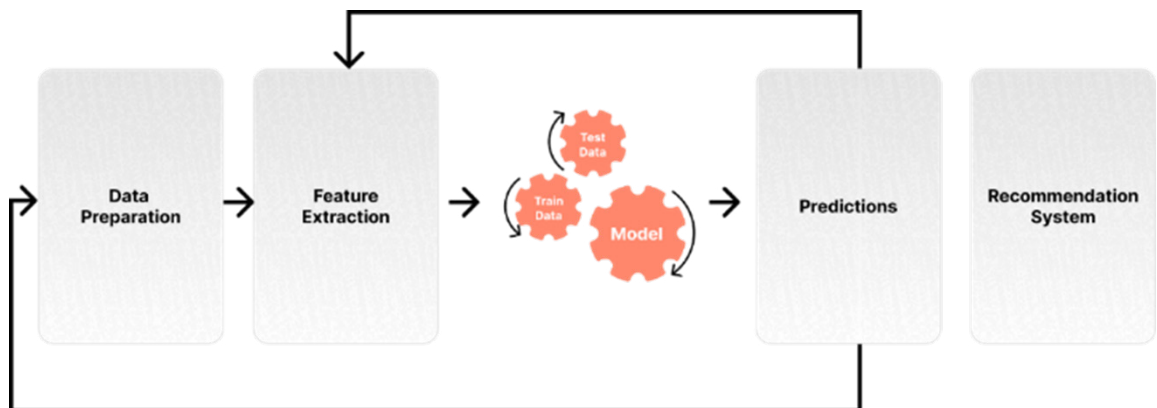 Data
Preparation
Feature
Extraction
Test
Data
Train
Data
Model
Predictions
Recommendation
System